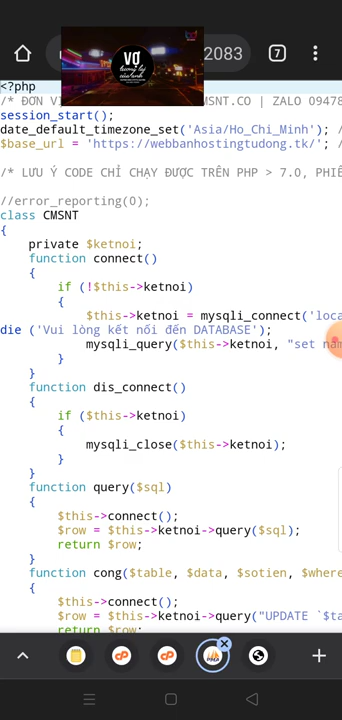 VỢ
2083
7
<?php
/* ĐƠN VỊ MSNT.CO | ZALO 09478
session_start();
date_default_timezone_set('Asia/Ho_Chi_Minh'); /
$base_url = 'https://webbanhostingtudong.tk/'; /
/* LƯU Ý CODE CHỈ CHẠY ĐƯỢC TRÊN PHP > 7.0, PHIÊ
//error_reporting(0);
class CMSNT
{
private $ketnoi;
function connect()
{
if (!$this->ketnoi)
{
$this->ketnoi = mysqli_connect('loca
die ('Vui lòng kết nối đến DATABASE');
mysqli_query($this->ketnoi, "set nam
}
}
function dis_connect()
{
if ($this->ketnoi)
{
mysqli_close($this->ketnoi);
}
}
function query($sql)
{
$this->connect();
$row = $this->ketnoi->query($sql);
return $row;
}
function cong($table, $data, $sotien, $where
{
$this->connect();
$row = $this->ketnoi->query("UPDATE `$ta
return $row;